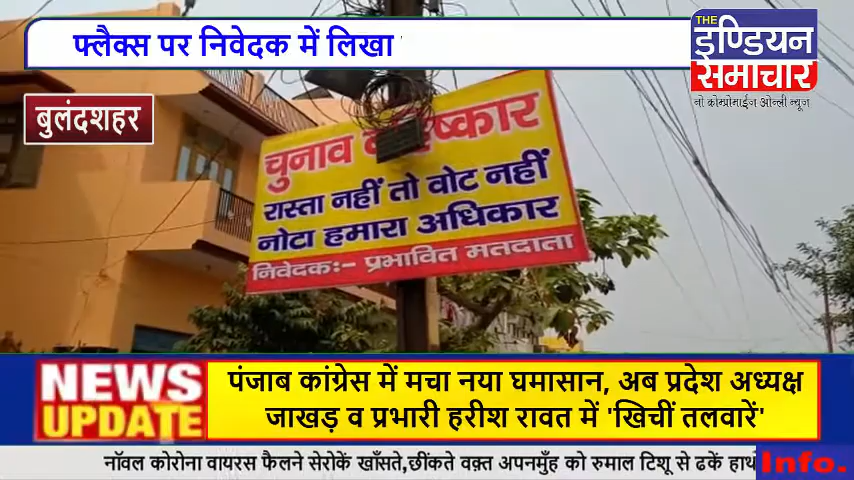 फ्लैक्स पर निवेदक में लिखा
THE
इण्डियन
समाचार
नो कोम्प्रोमाईज ओन्ली न्यूज
बुलंदशहर
चुनाव
रास्ता नहीं तो वोट नहीं
नोटा हमारा अधिकार
निवेदक:- प्रभावित मतदाता
NEWS
UPDATE
पंजाब कांग्रेस में मचा नया घमासान, अब प्रदेश अध्यक्ष
जाखड़ व प्रभारी हरीश रावत में 'खिचीं तलवारें'
नॉवल कोरोना वायरस फैलने सेरोकें खाँसते,छींकते वक़्त अपनमुँह को रुमाल टिशू से ढकें हाथ
Info.